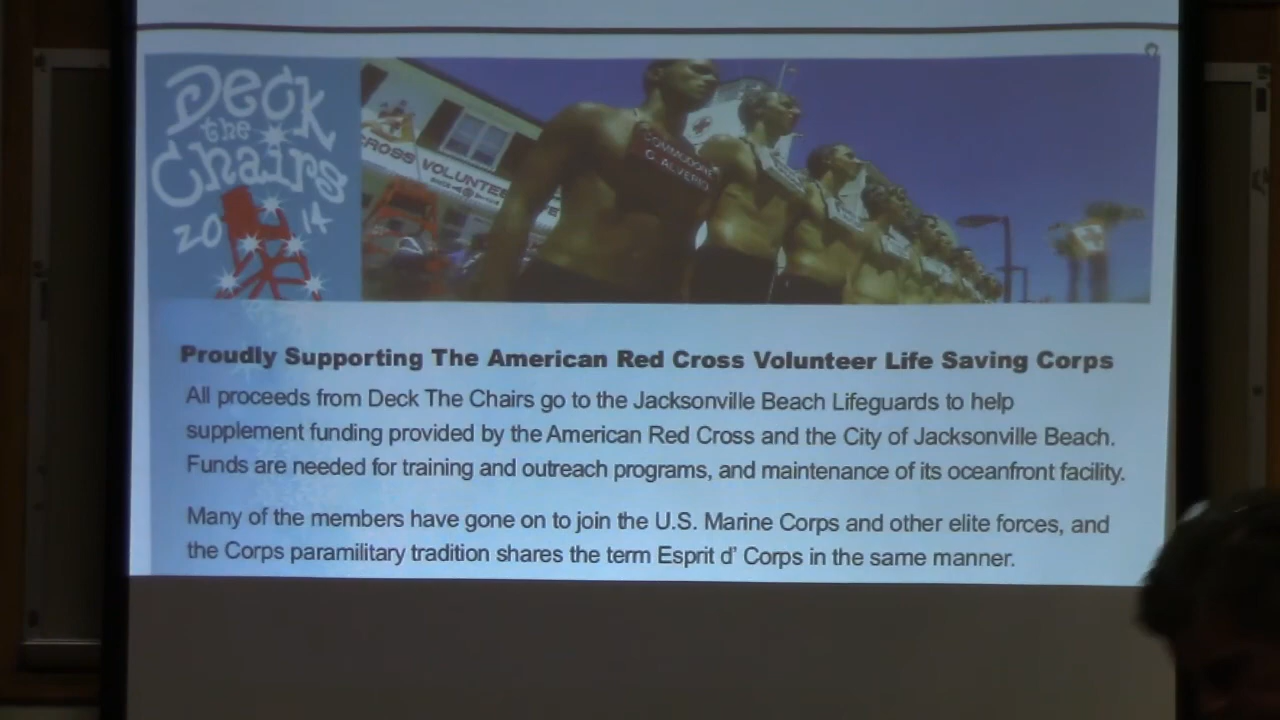 Deck
the
Chairs
2014
CROSS VOLUNTEE
COMMODORE
O. ALVERIO
Proudly Supporting The American Red Cross Volunteer Life Saving Corps
All proceeds from Deck The Chairs go to the Jacksonville Beach Lifeguards to help
supplement funding provided by the American Red Cross and the City of Jacksonville Beach.
Funds are needed for training and outreach programs, and maintenance of its oceanfront facility.
Many of the members have gone on to join the U.S. Marine Corps and other elite forces, and
the Corps paramilitary tradition shares the term Esprit d' Corps in the same manner.